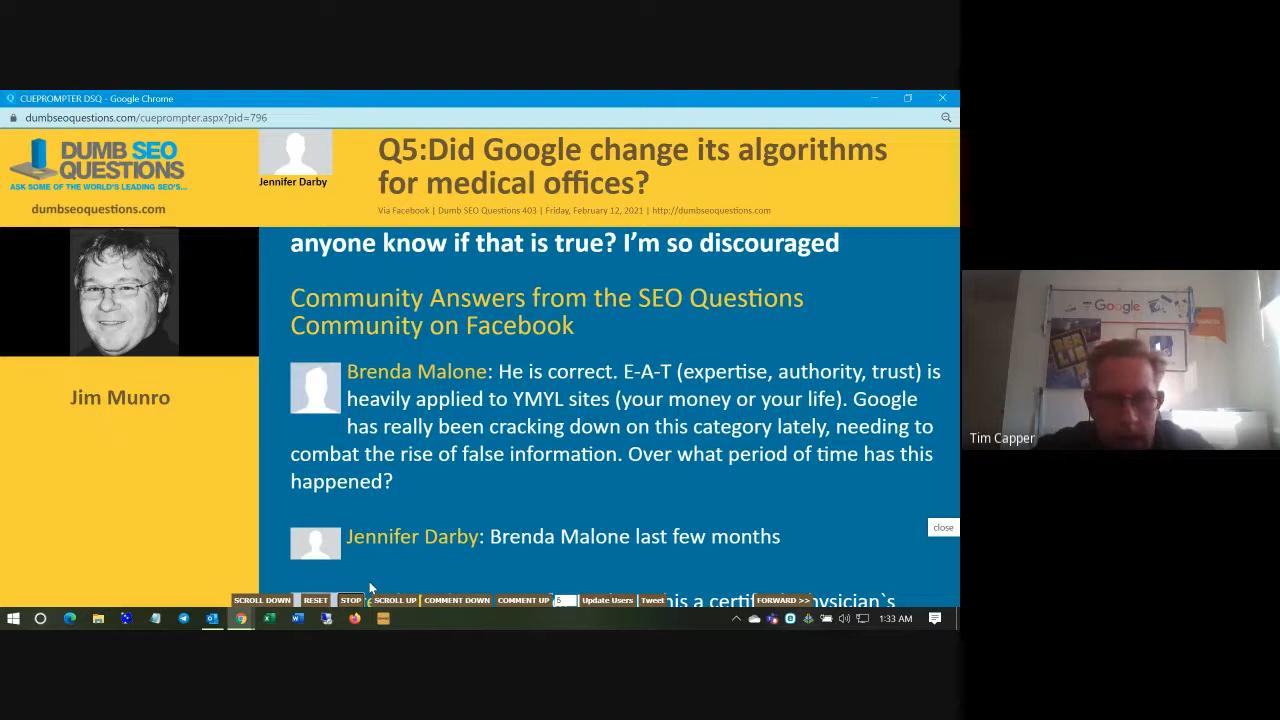 CUEPROMPTER DSQ - Google Chrome
dumbseoquestions.com/cueprompter.aspx?pid=796
DUMB SEO
QUESTIONS
ASK SOME OF THE WORLD'S LEADING SEO'S...
dumbseoquestions.com
Jennifer Darby
Q5:Did Google change its algorithms
for medical offices?
Via Facebook | Dumb SEO Questions 403 | Friday, February 12, 2021 | http://dumbseoquestions.com
Jim Munro
anyone know if that is true? I'm so discouraged
Community Answers from the SEO Questions
Community on Facebook
Brenda Malone: He is correct. E-A-T (expertise, authority, trust) is
heavily applied to YMYL sites (your money or your life). Google
has really been cracking down on this category lately, needing to
combat the rise of false information. Over what period of time has this
happened?
close
Jennifer Darby: Brenda Malone last few months
his a certifi
ysician`s
SCROLL DOWN RESET STOP SCROLL UP COMMENT DOWN COMMENT UP Update Users Tweet FORWARD >>
1:33 AM
Google
Tim Capper